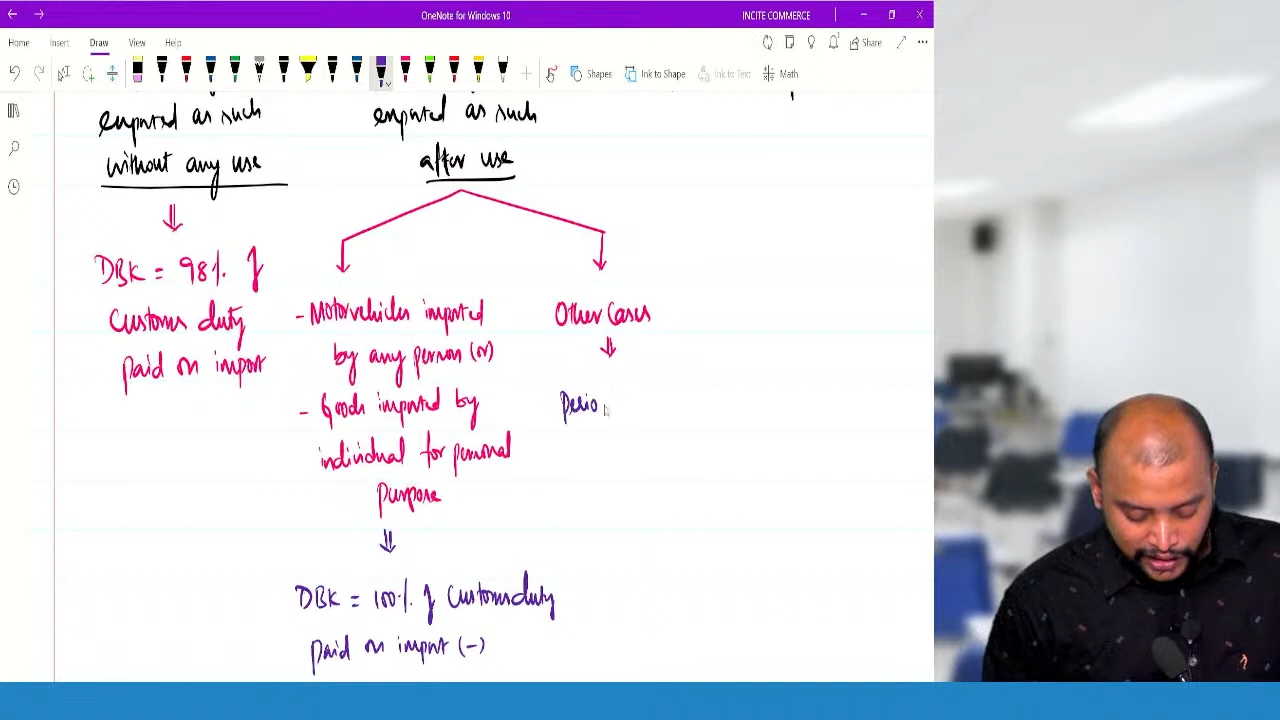 OneNote for Windows 10
INCITE COMMERCE
Home Insert Draw View Help
Share
Shapes Ink to Shape Ink to Text Math
exported as such
without any use
exported as such
after use
DBK = 98% of
Customs duty
paid on import
- Motorvehicles imported
by any person (or)
- Goods imported by
individual for personal
purpose
DBK = 100% of Customs duty
paid on import (-)
Other Cases
Perio